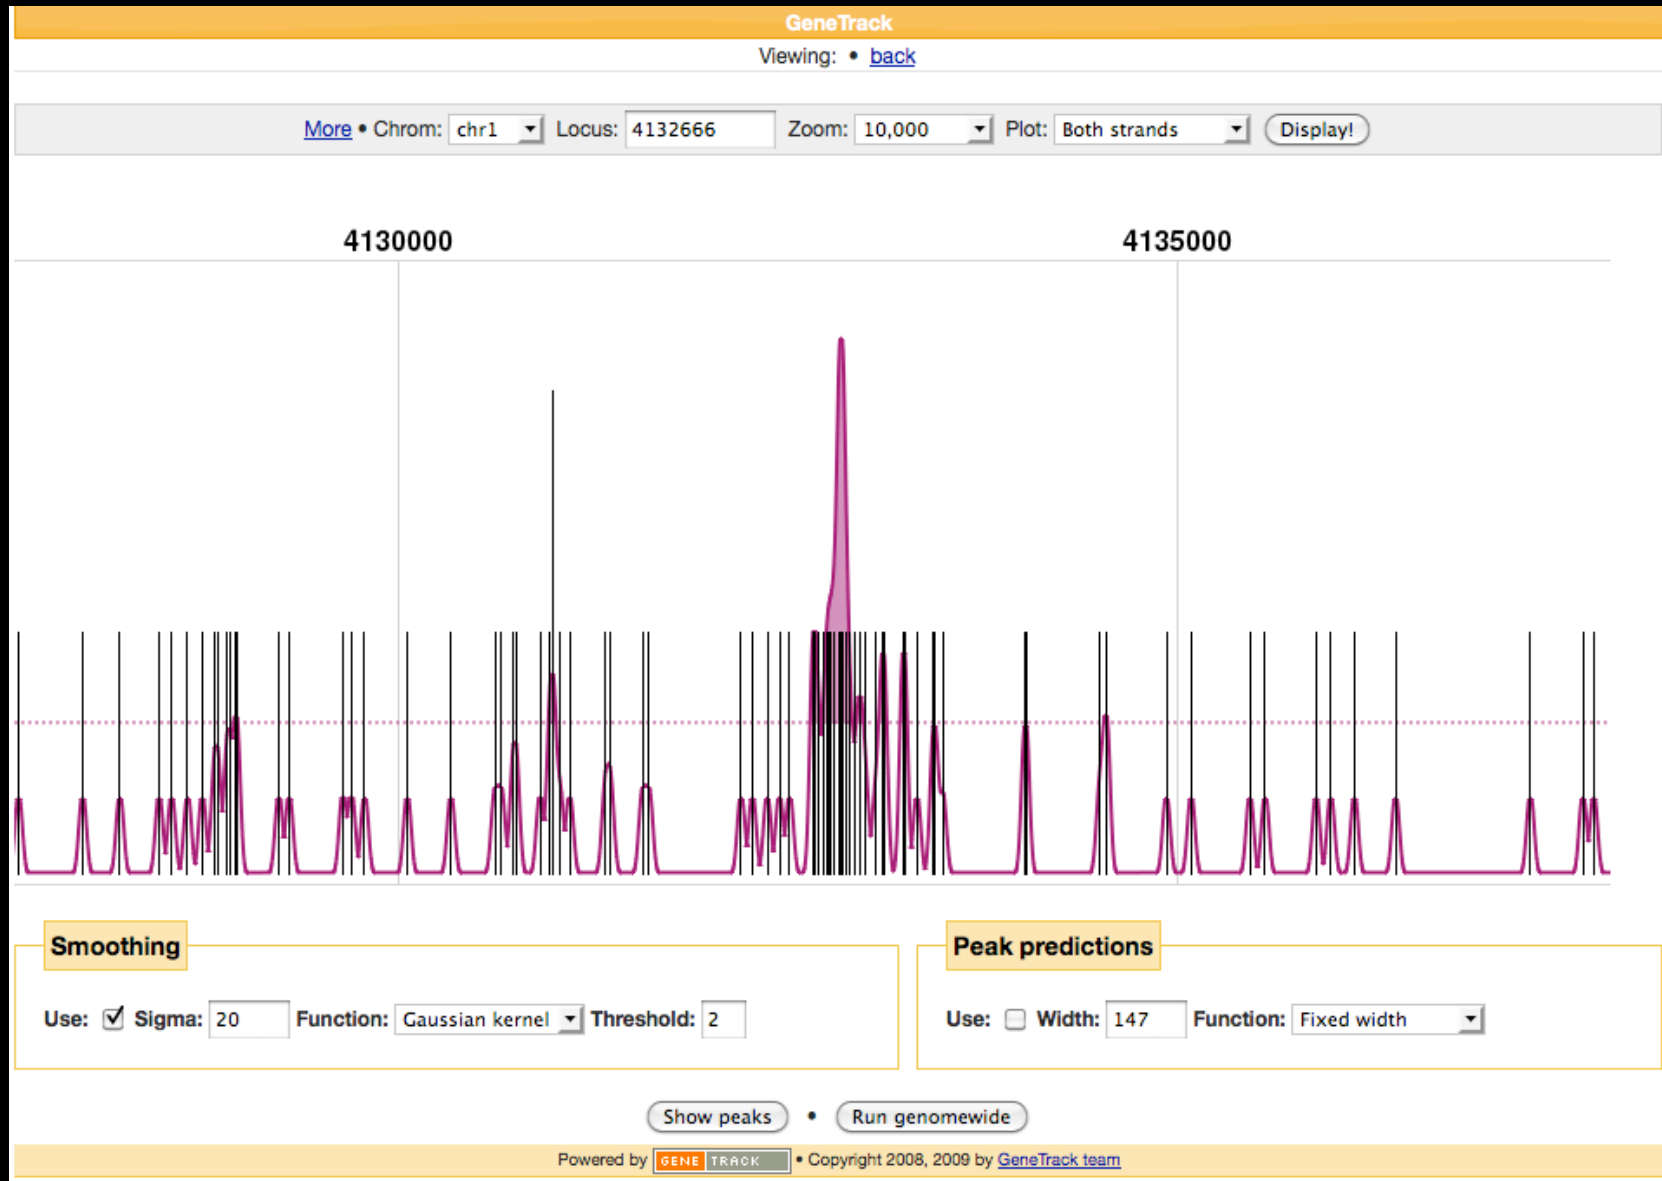 GeneTrack
Viewing: • back
More • Chrom: chr1 Locus: 4132666 Zoom: 10,000 Plot: Both strands Display!
4130000 4135000
Smoothing Peak predictions
Use: Sigma: 20 Function: Gaussian kernel Threshold: 2 Use: Width: 147 Function: Fixed width
Show peaks • Run genomewide
Powered by GENE TRACK • Copyright 2008, 2009 by GeneTrack team